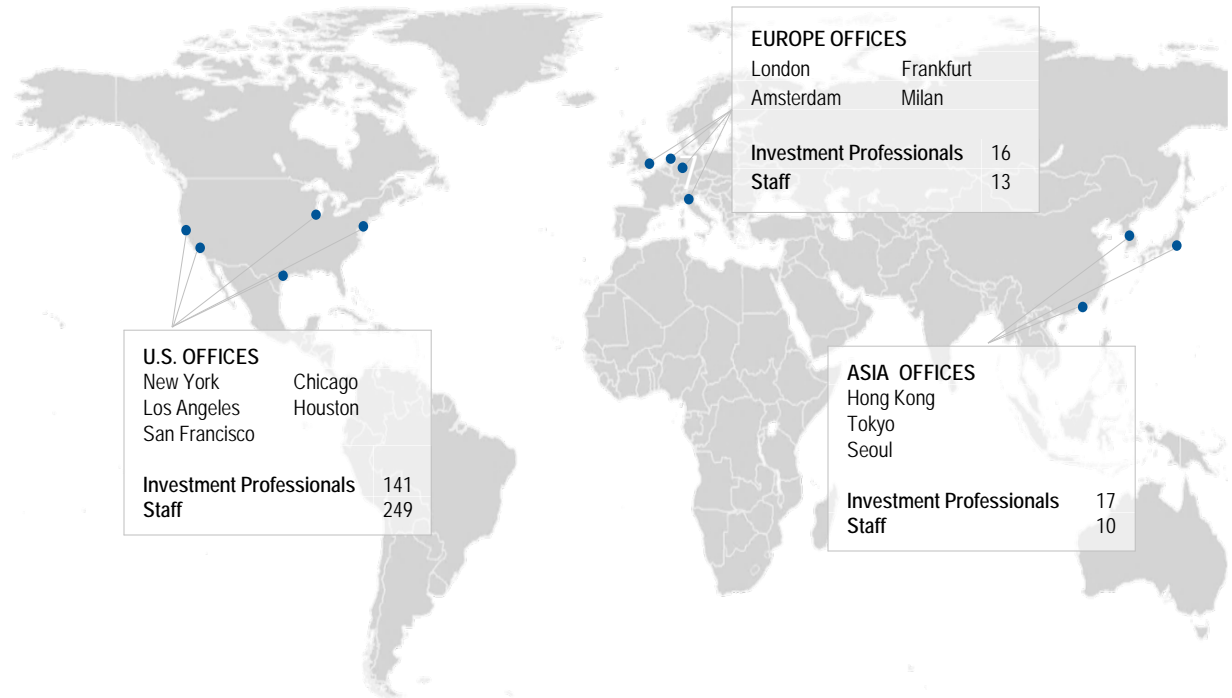 EUROPE OFFICES
London Frankfurt
Amsterdam Milan
Investment Professionals 16
Staff 13
U.S. OFFICES
New York Chicago
Los Angeles Houston
San Francisco
Investment Professionals 141
Staff 249
ASIA OFFICES
Hong Kong
Tokyo
Seoul
Investment Professionals 17
Staff 10